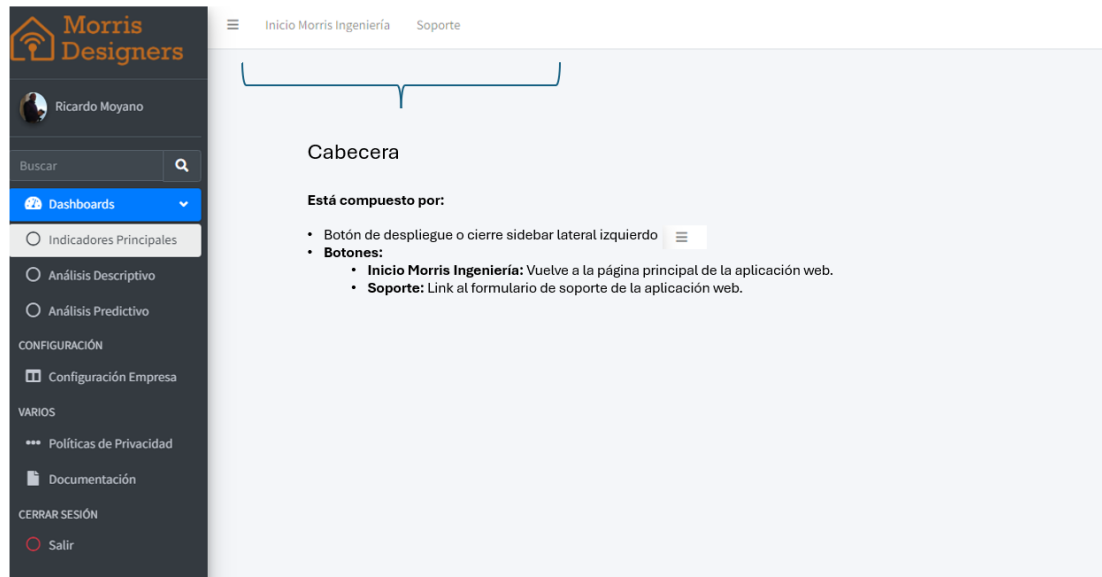 Morris
Designers
Inicio Morris Ingeniería
Soporte
Ricardo Moyano
Buscar
Dashboards
Indicadores Principales
Análisis Descriptivo
Análisis Predictivo
CONFIGURACIÓN
Configuración Empresa
VARIOS
Políticas de Privacidad
Documentación
CERRAR SESIÓN
Salir
Cabecera
Está compuesto por:
• Botón de despliegue o cierre sidebar lateral izquierdo
• Botones:
• Inicio Morris Ingeniería: Vuelve a la página principal de la aplicación web.
• Soporte: Link al formulario de soporte de la aplicación web.